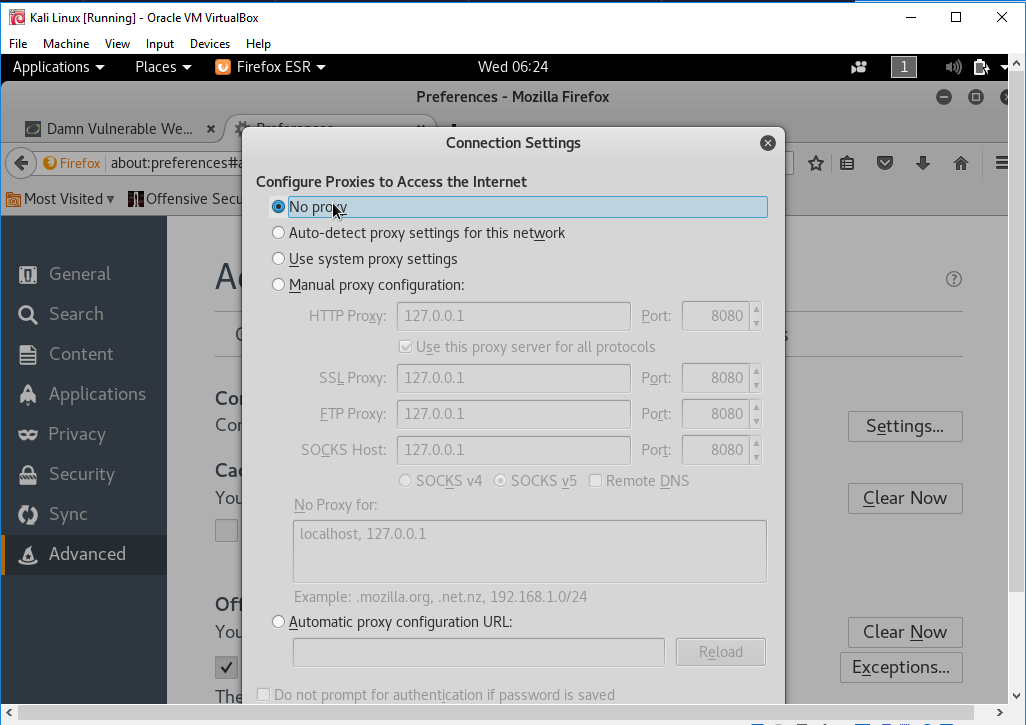 Kali Linux [Running] - Oracle VM VirtualBox
File Machine View Input Devices Help
Applications Places Firefox ESR Wed 06:24 1
Preferences - Mozilla Firefox
Damn Vulnerable We... × Preferences
Connection Settings
Firefox about:preferences#a
Most Visited Offensive Secu
Configure Proxies to Access the Internet
No proxy
Auto-detect proxy settings for this network
Use system proxy settings
Manual proxy configuration:
HTTP Proxy: 127.0.0.1 Port: 8080
Use this proxy server for all protocols
SSL Proxy: 127.0.0.1 Port: 8080
FTP Proxy: 127.0.0.1 Port: 8080
SOCKS Host: 127.0.0.1 Port: 8080
SOCKS v4 SOCKS v5 Remote DNS
No Proxy for:
localhost, 127.0.0.1
Example: .mozilla.org, .net.nz, 192.168.1.0/24
Automatic proxy configuration URL:
Reload
Do not prompt for authentication if password is saved
General
Search
Content
Applications
Privacy
Security
Sync
Advanced
A
?
Co
Con
Settings...
Cac
You
Clear Now
Off
You
Clear Now
Exceptions...
The